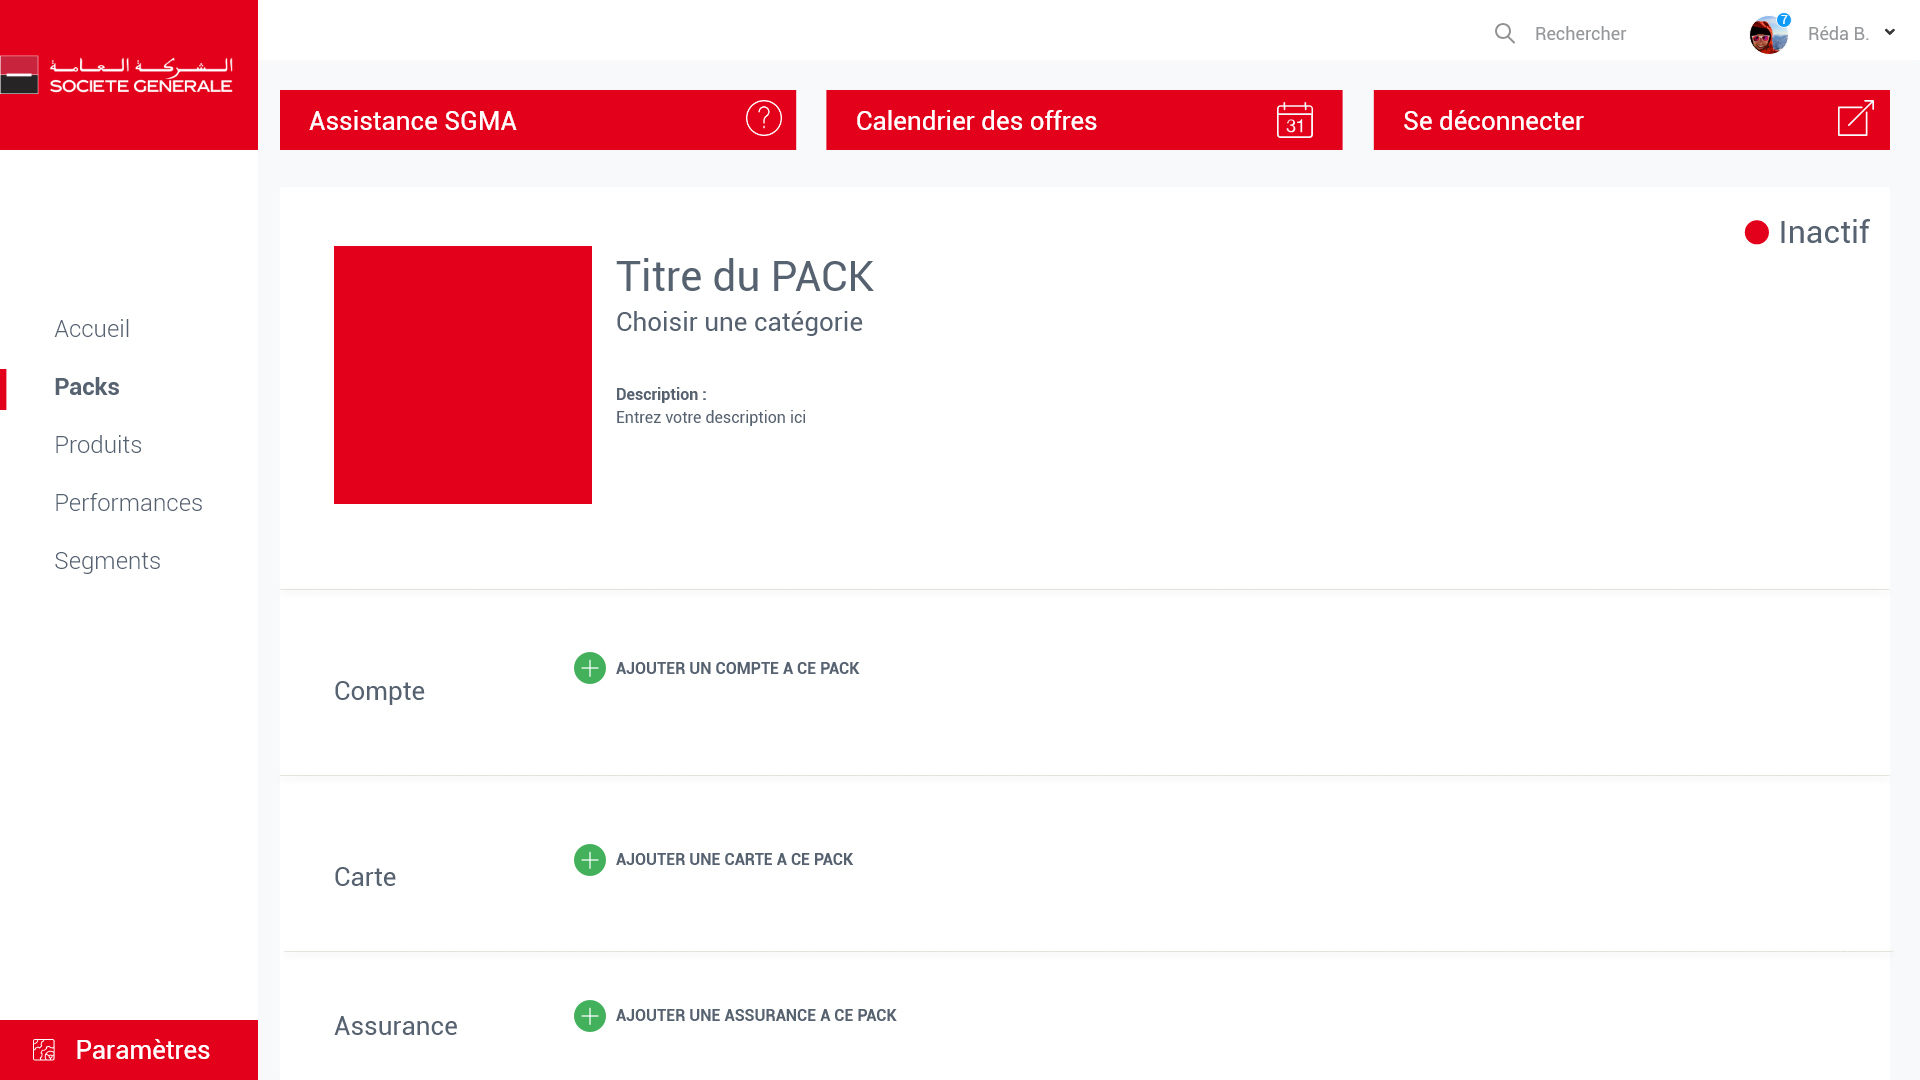 الشركة العامة
SOCIETE GENERALE
Rechercher
7
Réda B.
Assistance SGMA
?
Calendrier des offres
31
Se déconnecter
Inactif
Titre du PACK
Choisir une catégorie
Description :
Entrez votre description ici
Accueil
Packs
Produits
Performances
Segments
Compte
AJOUTER UN COMPTE A CE PACK
Carte
AJOUTER UNE CARTE A CE PACK
Assurance
AJOUTER UNE ASSURANCE A CE PACK
Paramètres